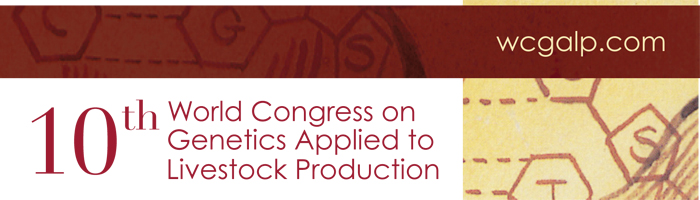 C G S
wcgalp.com
10th World Congress on
Genetics Applied to
Livestock Production
S
T